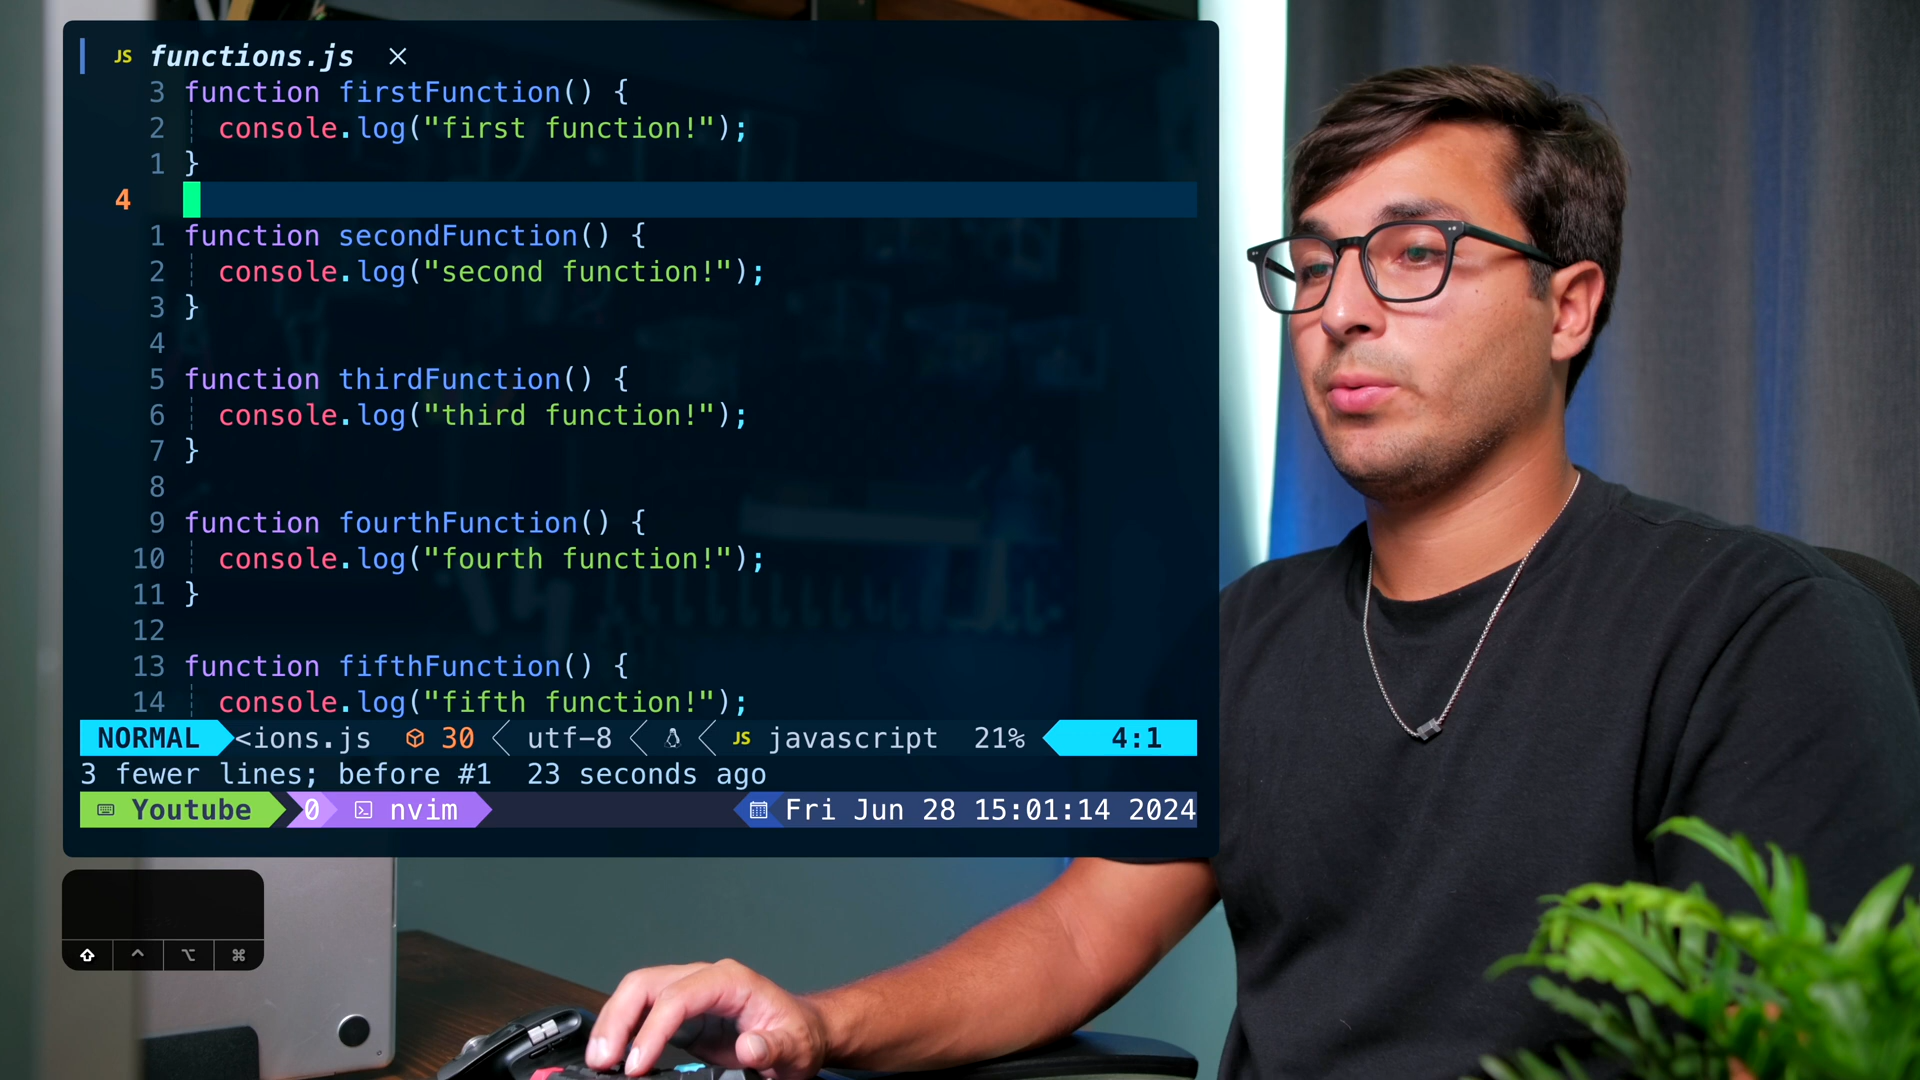 JS functions.js ×
3 function firstFunction() {
2 console.log("first function!");
1 }
4
1 function secondFunction() {
2 console.log("second function!");
3 }
4
5 function thirdFunction() {
6 console.log("third function!");
7 }
8
9 function fourthFunction() {
10 console.log("fourth function!");
11 }
12
13 function fifthFunction() {
14 console.log("fifth function!");
NORMAL <ions.js 30 utf-8 JS javascript 21% 4:1
3 fewer lines; before #1 23 seconds ago
Youtube 0 nvim Fri Jun 28 15:01:14 2024
⇧ ^ ⌥ ⌘